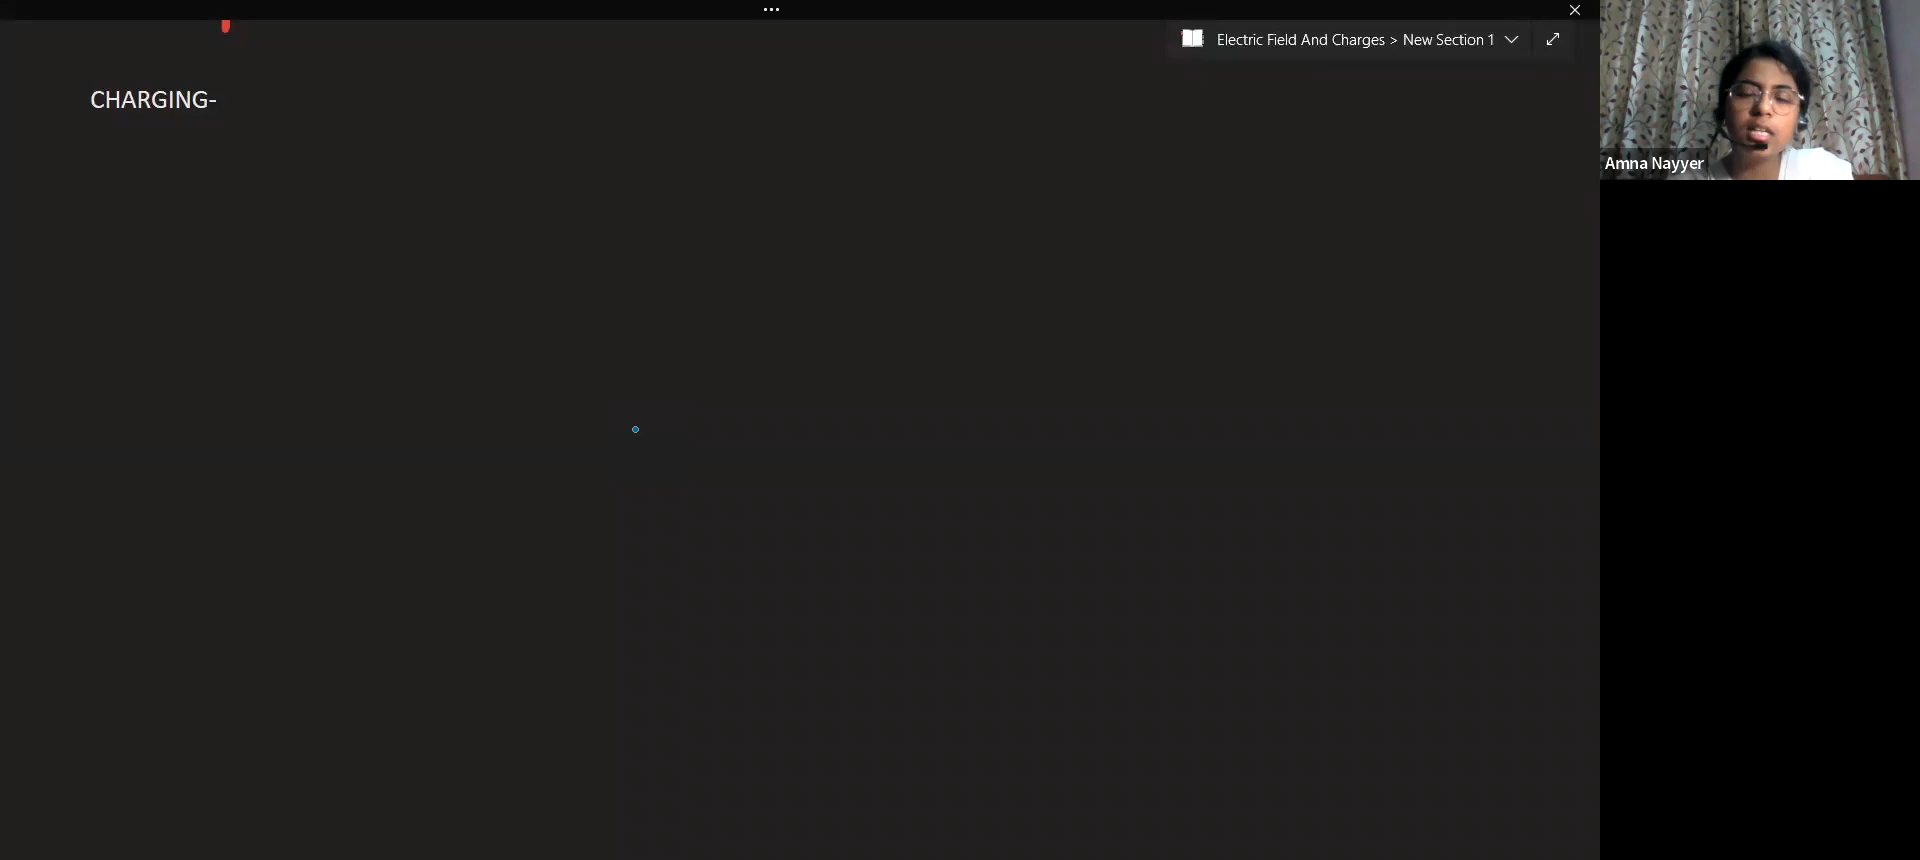 Electric Field And Charges > New Section 1
CHARGING-
Amna Nayyer